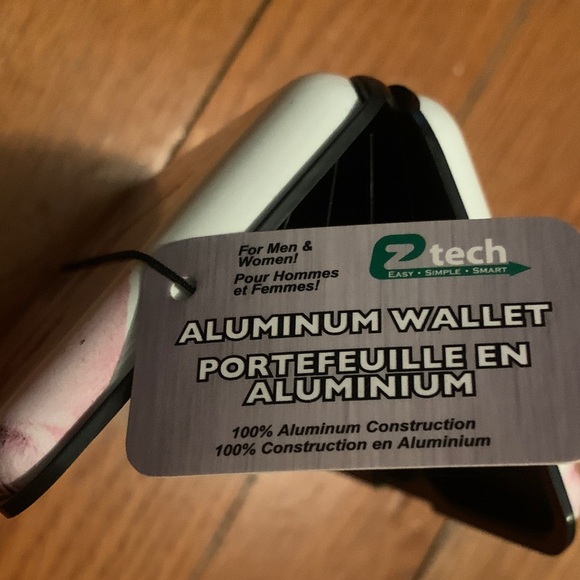 For Men &
Women!
Pour Hommes
et Femmes!
EZ tech
EASY • SIMPLE • SMART
ALUMINUM WALLET
PORTEFEUILLE EN
ALUMINIUM
100% Aluminum Construction
100% Construction en Aluminium